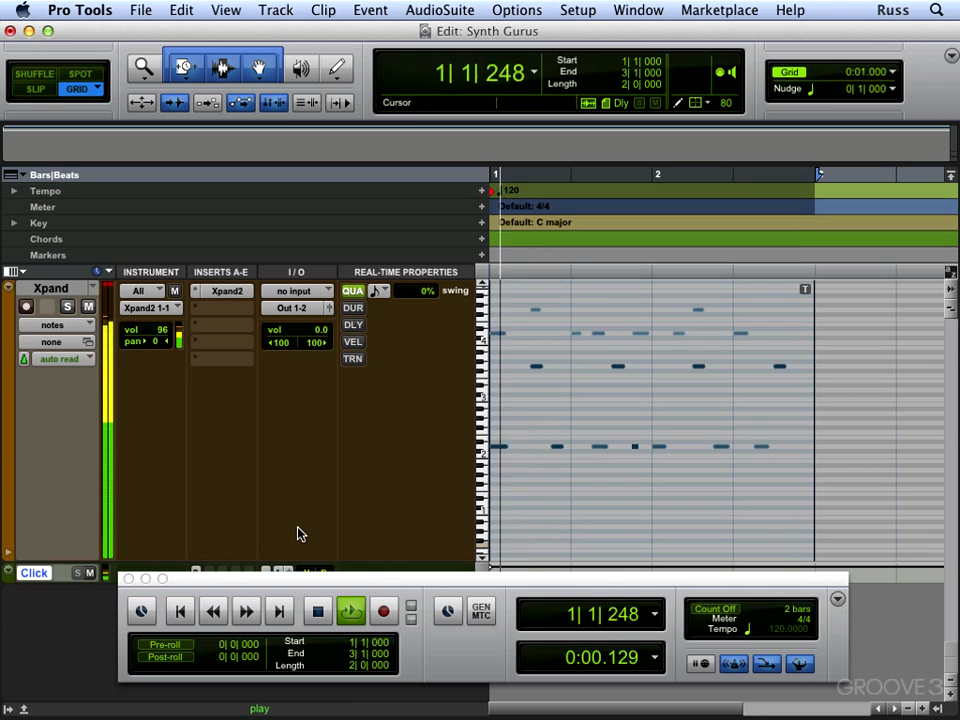 Pro Tools File Edit View Track Clip Event AudioSuite Options Setup Window Marketplace Help Russ
Edit: Synth Gurus
SHUFFLE SPOT
SLIP GRID
1| 1| 248
Start 1| 1| 000
End 3| 1| 000
Length 2| 0| 000
Cursor Dly S M 80
Grid 0:01.000
Nudge 0| 1| 000
Bars|Beats 1 2
Tempo 120
Meter Default: 4/4
Key Default: C major
Chords
Markers
INSTRUMENT INSERTS A-E I / O REAL-TIME PROPERTIES
Xpand All M Xpand2 no input QUA 0% swing
S M Xpand2 1-1 Out 1-2 DUR
notes vol 96 vol 0.0 DLY
none pan 0 100 100 VEL
auto read TRN
T
4
3
2
1
Click S M
GEN
MTC
1| 1| 248
0:00.129
Pre-roll 0| 0| 000
Post-roll 0| 0| 000
Start 1| 1| 000
End 3| 1| 000
Length 2| 0| 000
Count Off 2 bars
Meter 4/4
Tempo 120.0000
GROOVE3
play